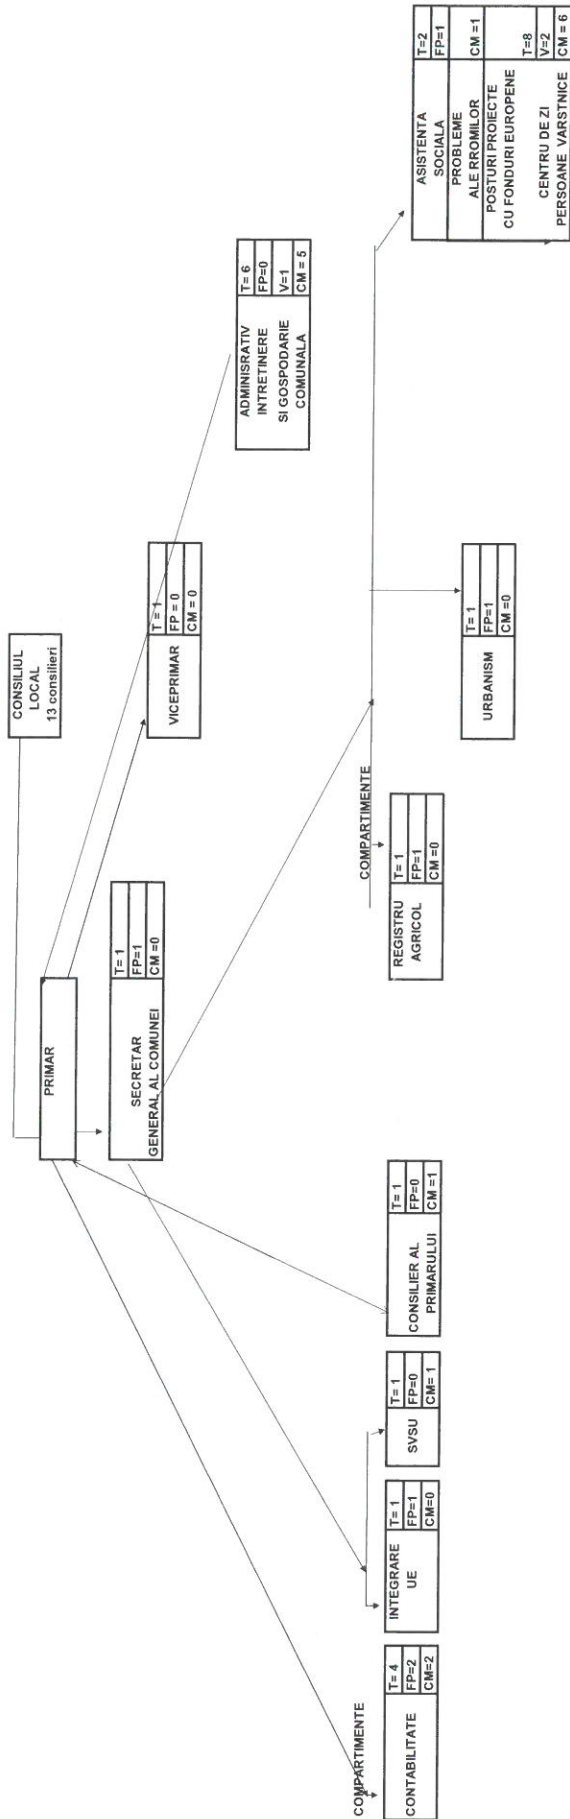 CONSILIUL
LOCAL
13 consilieri
PRIMAR
VICEPRIMAR
T= 1
FP= 0
CM= 0
SECRETAR
GENERAL AL COMUNEI
T= 1
FP=1
CM =0
ADMINISRATIV
INTRETINERE
SI GOSPODARIE
COMUNALA
T= 6
FP=0
V=1
CM = 5
COMPARTIMENTE
CONTABILITATE
T= 4
FP=2
CM=2
INTEGRARE
UE
T= 1
FP=1
CM=0
SVSU
T= 1
FP=0
CM= 1
CONSILIER AL
PRIMARULUI
T= 1
FP=0
CM =1
COMPARTIMENTE
REGISTRU
AGRICOL
T= 1
FP=1
CM =0
URBANISM
T= 1
FP=1
CM=0
ASISTENTA
SOCIALA
T=2
FP=1
PROBLEME
ALE RROMILOR
CM =1
POSTURI PROIECTE
CU FONDURI EUROPENE
T=8
CENTRU DE ZI
V=2
PERSOANE VARSTNICE
CM = 6